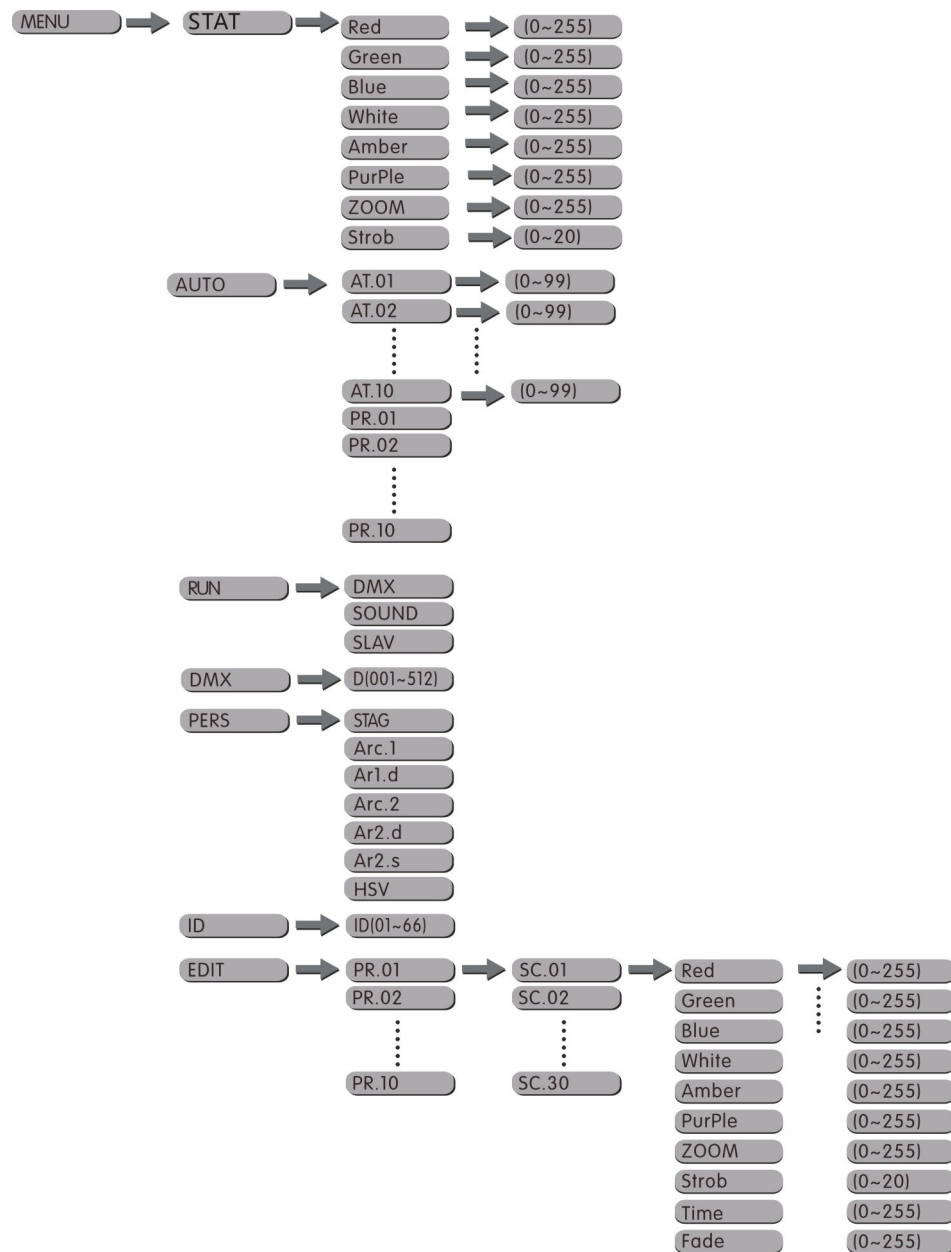 MENU STAT Red (0~255)
Green (0~255)
Blue (0~255)
White (0~255)
Amber (0~255)
PurPle (0~255)
ZOOM (0~255)
Strob (0~20)
AUTO AT.01 (0~99)
AT.02 (0~99)
AT.10 (0~99)
PR.01
PR.02
PR.10
RUN DMX
SOUND
SLAV
DMX D(001~512)
PERS STAG
Arc.1
Ar1.d
Arc.2
Ar2.d
Ar2.s
HSV
ID ID(01~66)
EDIT PR.01 SC.01 Red (0~255)
PR.02 SC.02 Green (0~255)
Blue (0~255)
White (0~255)
PR.10 SC.30 Amber (0~255)
PurPle (0~255)
ZOOM (0~255)
Strob (0~20)
Time (0~255)
Fade (0~255)